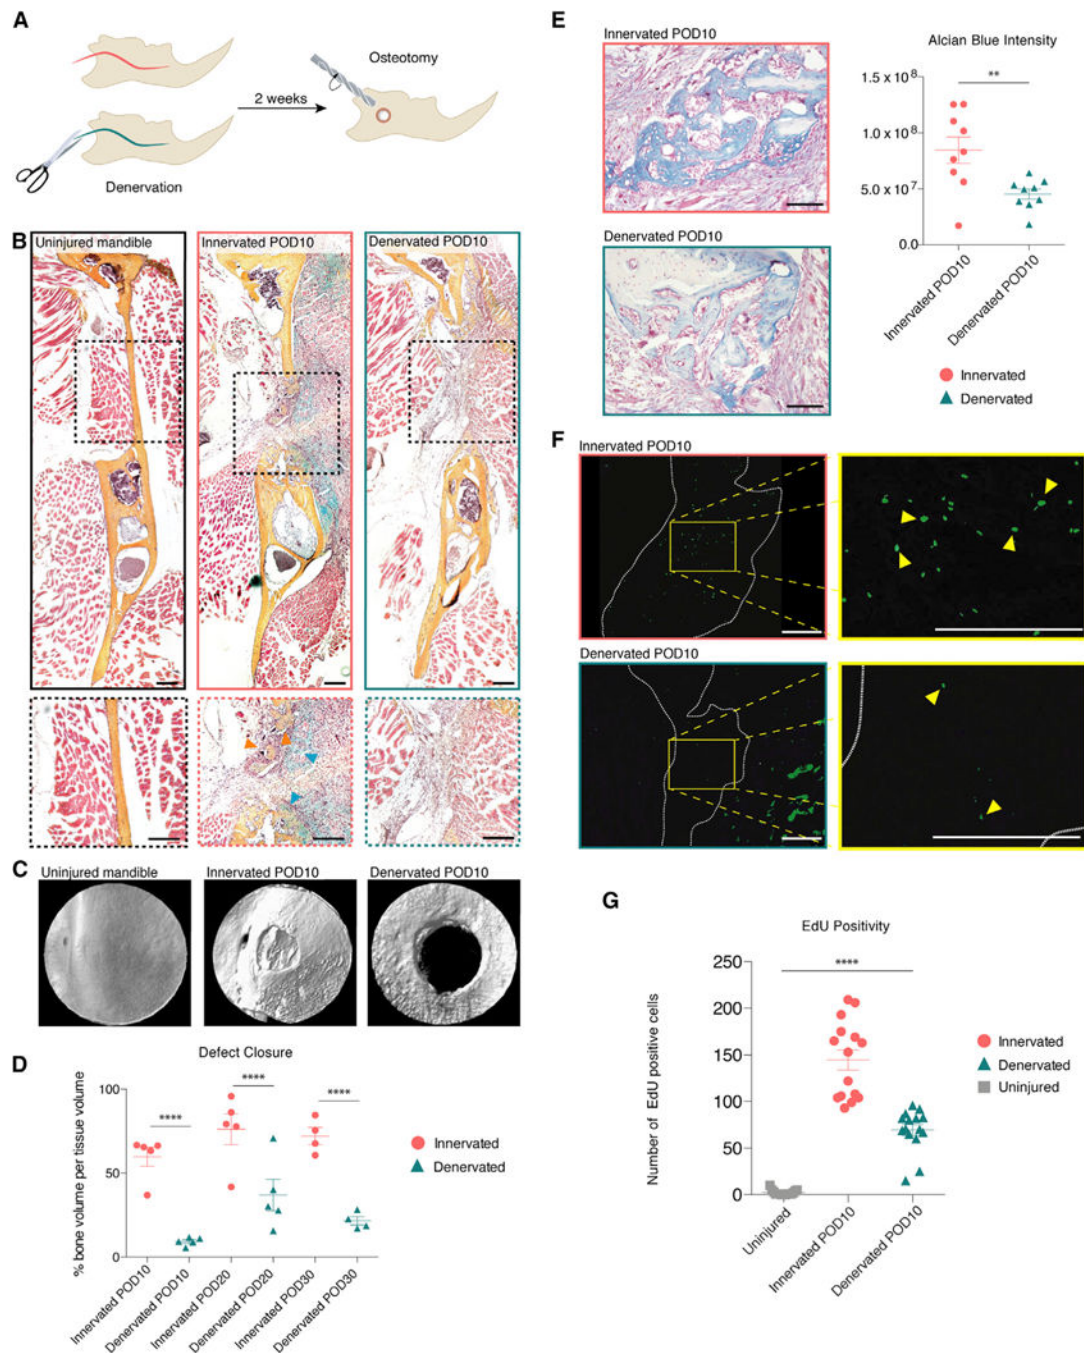 A
2 weeks
Osteotomy
Denervation
B
Uninjured mandible
Innervated POD10
Denervated POD10
C
Uninjured mandible
Innervated POD10
Denervated POD10
D
Defect Closure
% bone volume per tissue volume
100
50
0
****
****
****
Innervated POD10
Denervated POD10
Innervated POD20
Denervated POD20
Innervated POD30
Denervated POD30
Innervated
Denervated
E
Innervated POD10
Denervated POD10
Alcian Blue Intensity
**
1.5 x 10⁸
1.0 x 10⁸
5.0 x 10⁷
0.0
Innervated POD10
Denervated POD10
Innervated
Denervated
F
Innervated POD10
Denervated POD10
G
EdU Positivity
****
Number of EdU positive cells
250
200
150
100
50
0
Uninjured
Innervated POD10
Denervated POD10
Innervated
Denervated
Uninjured